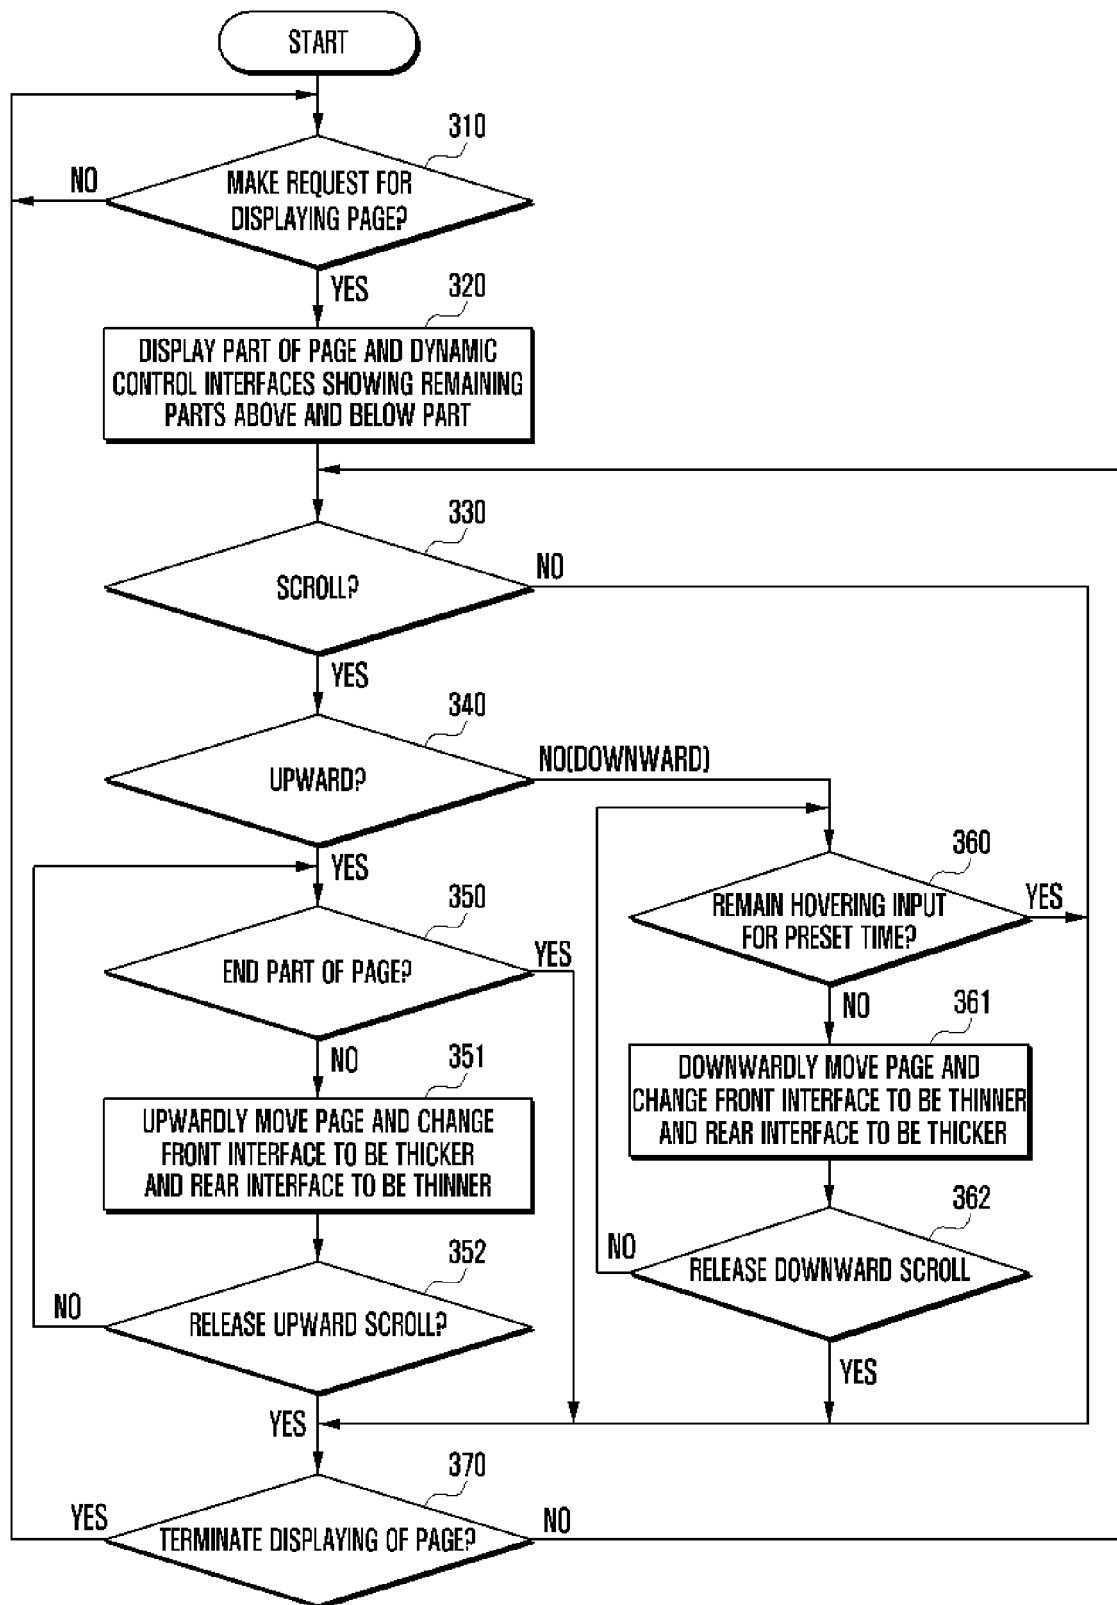 START
310
NO
MAKE REQUEST FOR
DISPLAYING PAGE?
YES
320
DISPLAY PART OF PAGE AND DYNAMIC
CONTROL INTERFACES SHOWING REMAINING
PARTS ABOVE AND BELOW PART
330
NO
SCROLL?
YES
340
NO(DOWNWARD)
UPWARD?
YES
350
YES
END PART OF PAGE?
NO
351
UPWARDLY MOVE PAGE AND CHANGE
FRONT INTERFACE TO BE THICKER
AND REAR INTERFACE TO BE THINNER
352
NO
RELEASE UPWARD SCROLL?
YES
360
REMAIN HOVERING INPUT
FOR PRESET TIME?
YES
NO
361
DOWNWARDLY MOVE PAGE AND
CHANGE FRONT INTERFACE TO BE THINNER
AND REAR INTERFACE TO BE THICKER
362
NO
RELEASE DOWNWARD SCROLL
YES
370
YES
TERMINATE DISPLAYING OF PAGE?
NO